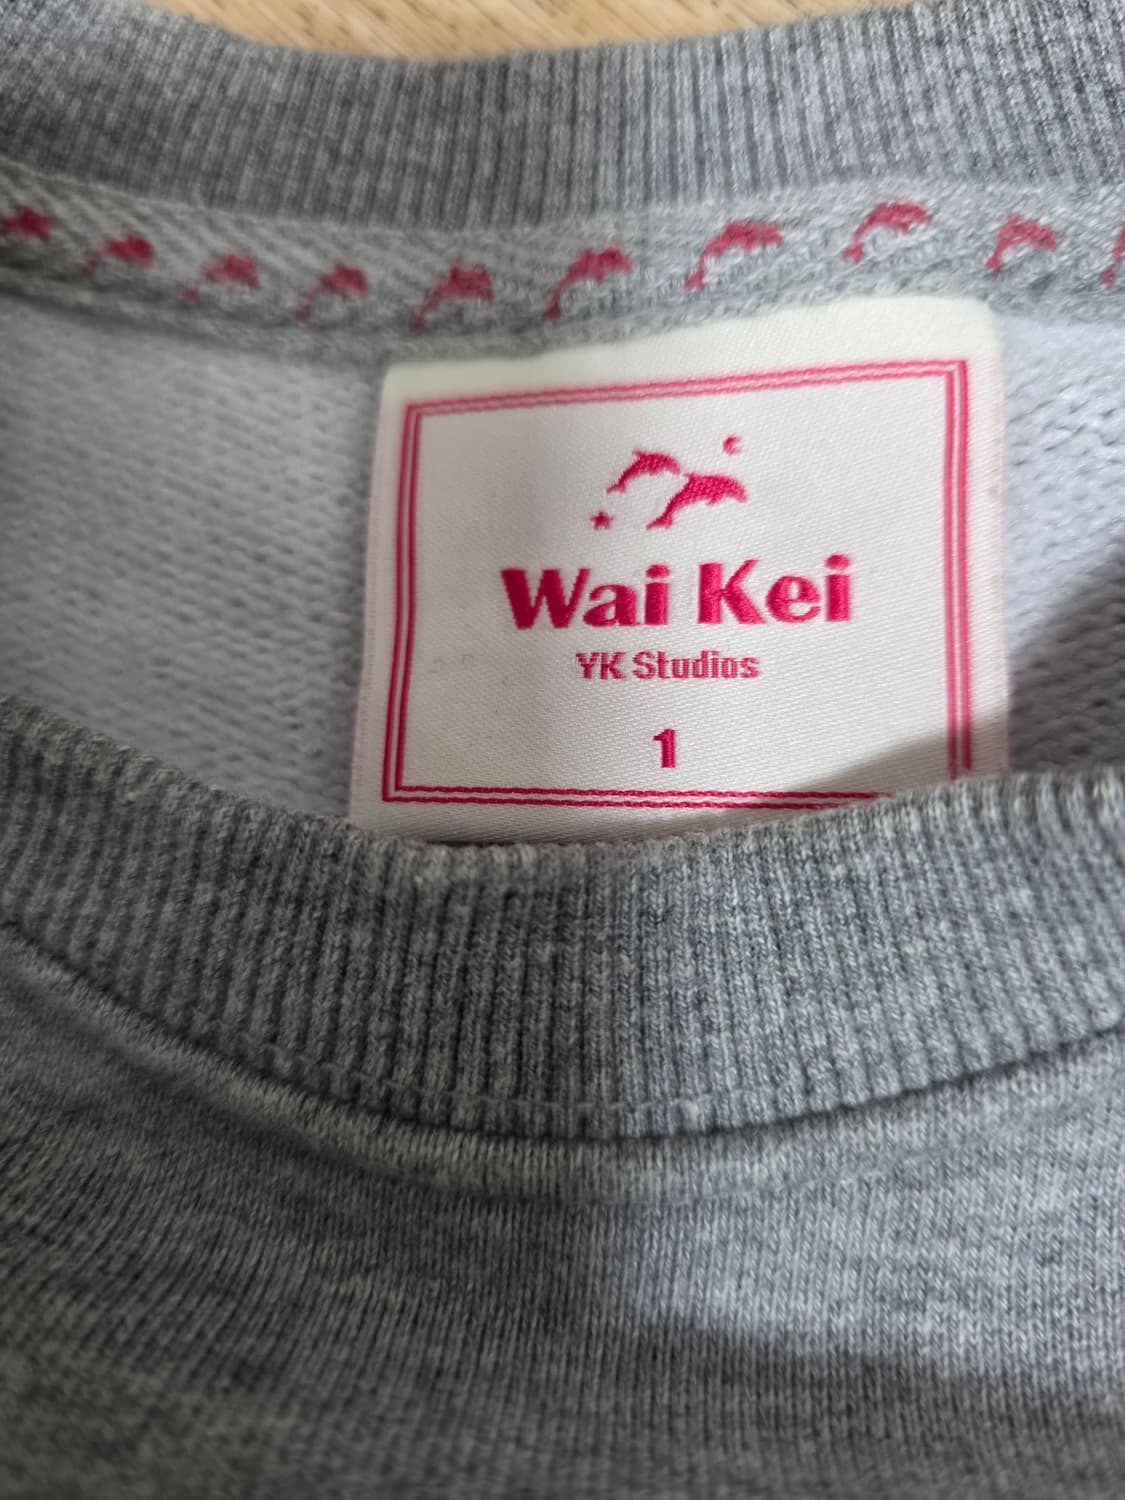 Wai Kei
YK Studios
1